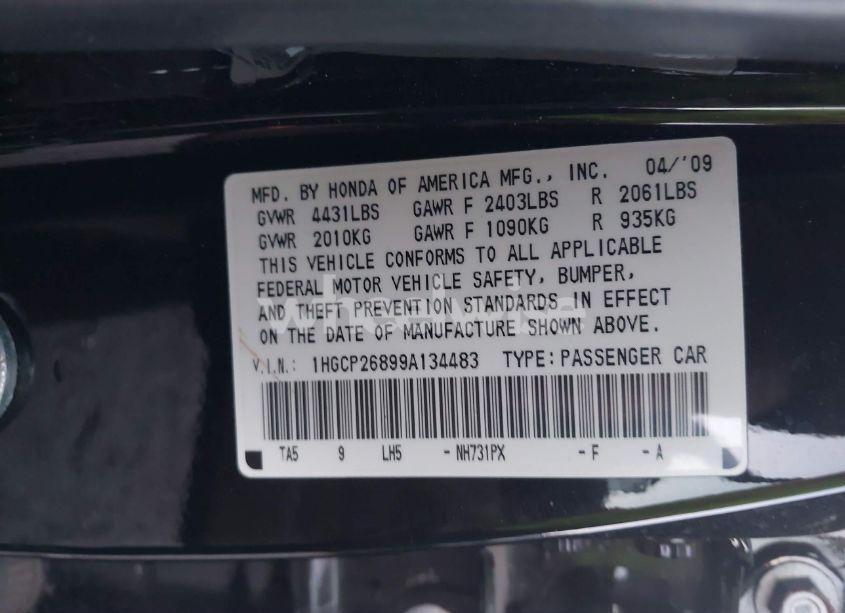 MFD. BY HONDA OF AMERICA MFG., INC. 04/'09
GVWR 4431LBS GAWR F 2403LBS R 2061LBS
GVWR 2010KG GAWR F 1090KG R 935KG
THIS VEHICLE CONFORMS TO ALL APPLICABLE
FEDERAL MOTOR VEHICLE SAFETY, BUMPER,
AND THEFT PREVENTION STANDARDS IN EFFECT
ON THE DATE OF MANUFACTURE SHOWN ABOVE.
wheelwise
V.I.N.: 1HGCP26899A134483 TYPE: PASSENGER CAR
TA5 9 LH5 -NH731PX -F -A